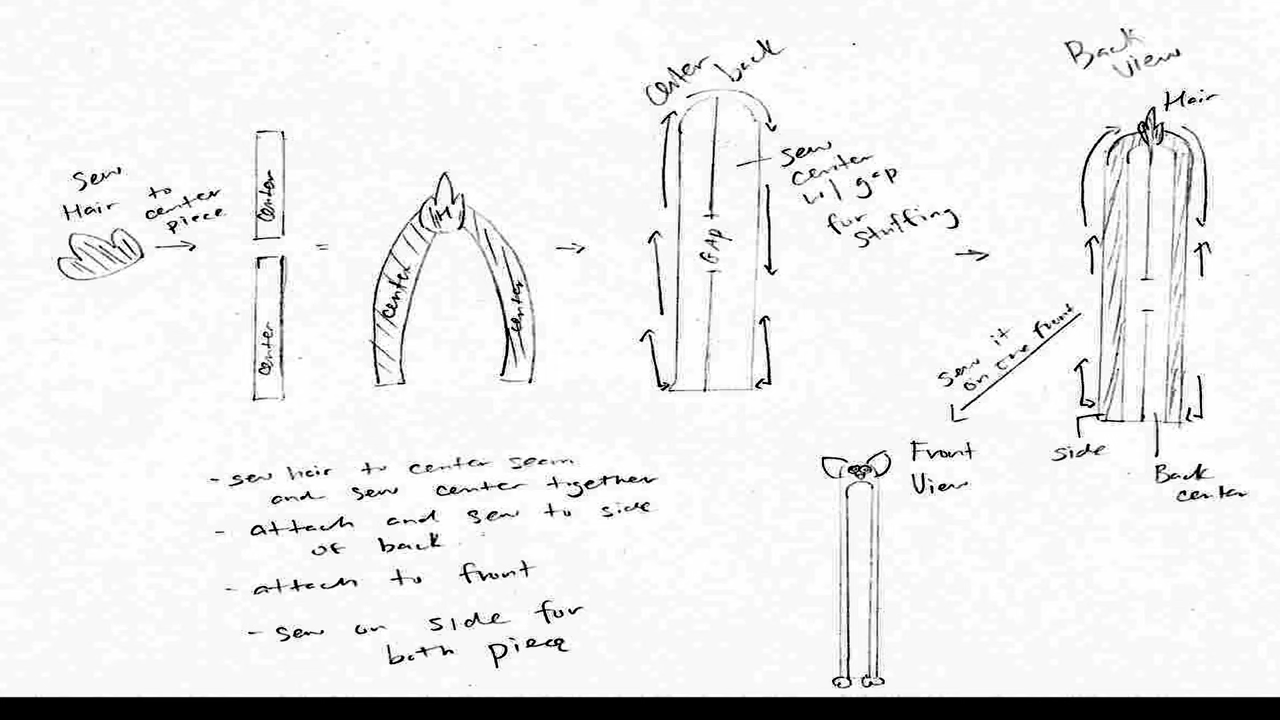 Sew
Hair to
center
piece
center
center
=
H
center
center
Center back
GAP
sew
center
w/ gap
for
stuffing
Back
View
Hair
sew it
on the front
side
Back
center
Front
View
- sew hair to center seam
and sew center together
- attach and sew to side
of back
- attach to front
- sew on side for
both piece